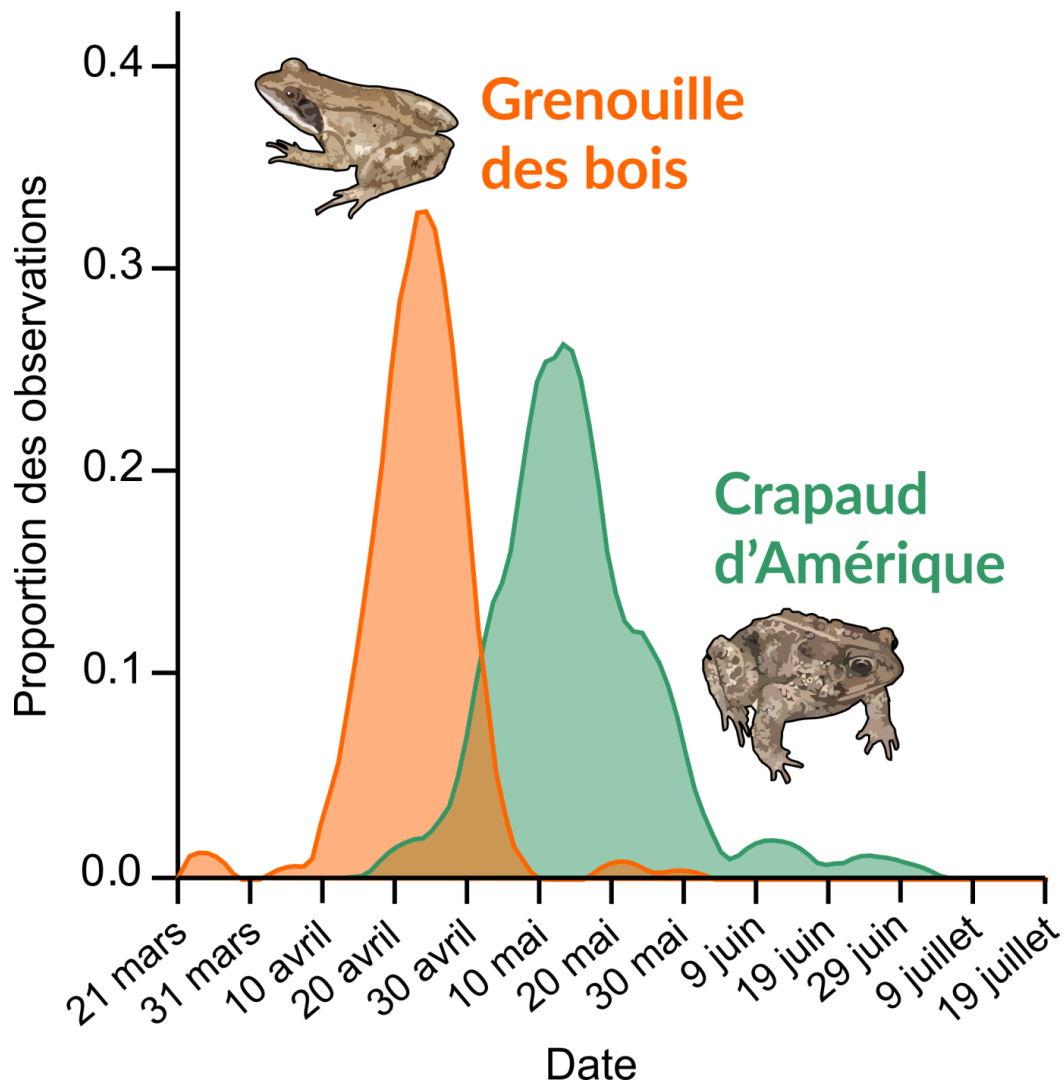 Grenouille
des bois
Crapaud
d’Amérique
Proportion des observations
0.4
0.3
0.2
0.1
0.0
21 mars
31 mars
10 avril
20 avril
30 avril
10 mai
20 mai
30 mai
9 juin
19 juin
29 juin
9 juillet
19 juillet
Date